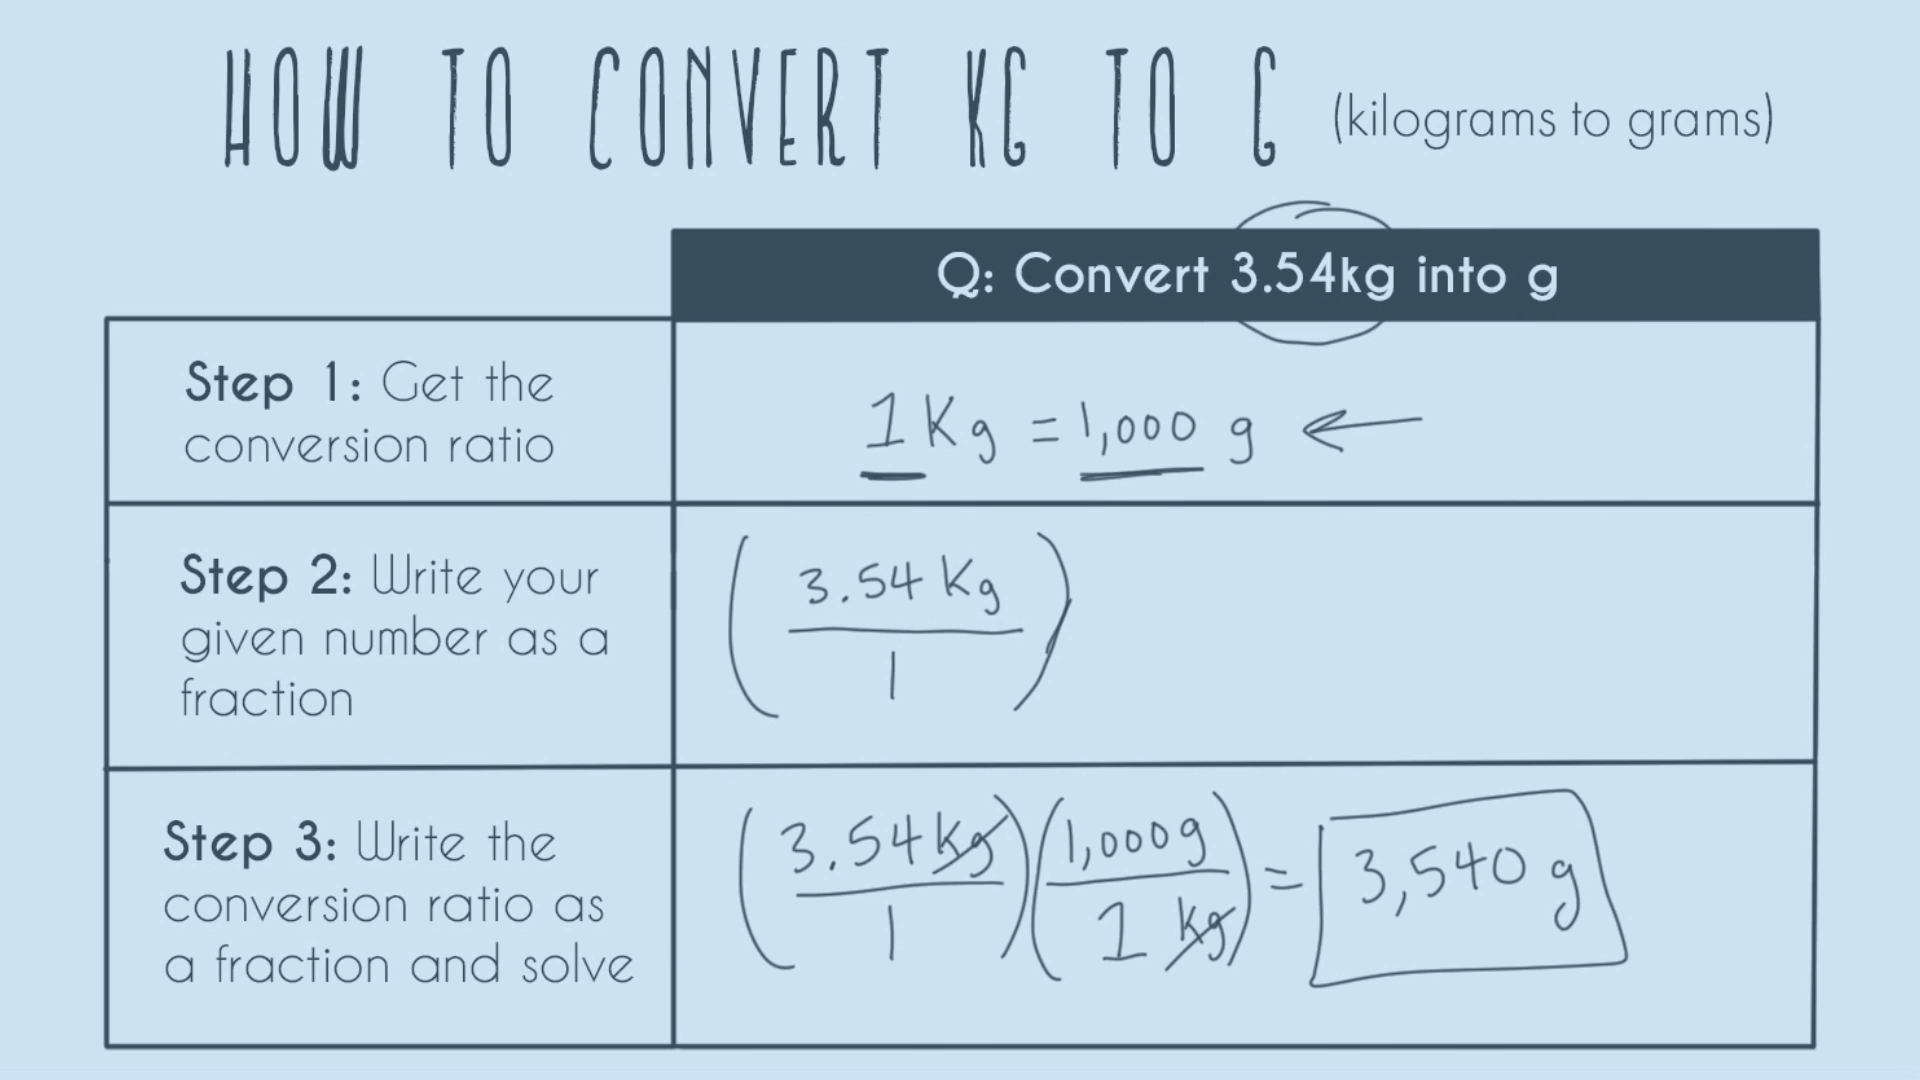 HOW TO CONVERT KG TO G (kilograms to grams)
Q: Convert 3.54kg into g
Step 1: Get the
conversion ratio
1 Kg = 1,000 g
Step 2: Write your
given number as a
fraction
(3.54 Kg
1)
Step 3: Write the
conversion ratio as
a fraction and solve
(3.54 Kg) (1,000g) = 3,540 g
1 1 kg